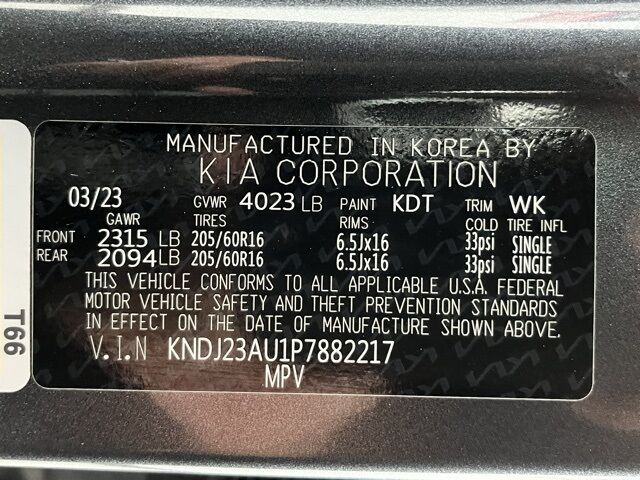 MANUFACTURED IN KOREA BY
KIA CORPORATION
03/23 GVWR 4023 LB PAINT KDT TRIM WK
GAWR TIRES RIMS COLD TIRE INFL
FRONT 2315 LB 205/60R16 6.5Jx16 33psi SINGLE
REAR 2094 LB 205/60R16 6.5Jx16 33psi SINGLE
THIS VEHICLE CONFORMS TO ALL APPLICABLE U.S.A. FEDERAL
MOTOR VEHICLE SAFETY AND THEFT PREVENTION STANDARDS
IN EFFECT ON THE DATE OF MANUFACTURE SHOWN ABOVE.
V.I.N KNDJ23AU1P7882217
MPV
T66